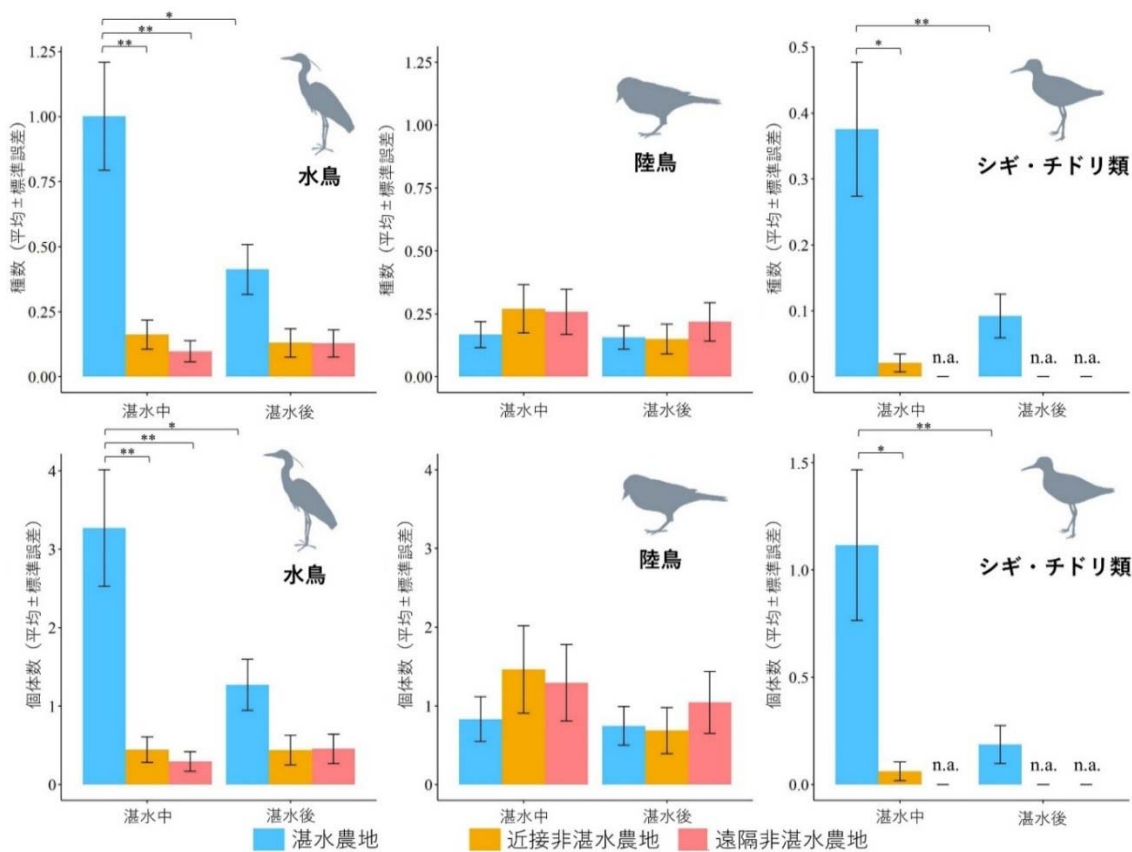 *
**
**
種数（平均±標準誤差）
1.25
1.00
0.75
0.50
0.25
0.00
水鳥
湛水中 湛水後
種数（平均±標準誤差）
1.25
1.00
0.75
0.50
0.25
0.00
陸鳥
湛水中 湛水後
**
*
種数（平均±標準誤差）
0.5
0.4
0.3
0.2
0.1
0.0
シギ・チドリ類
n.a. n.a. n.a.
湛水中 湛水後
*
**
**
個体数（平均±標準誤差）
4
3
2
1
0
水鳥
湛水中 湛水後
個体数（平均±標準誤差）
4
3
2
1
0
陸鳥
湛水中 湛水後
**
*
個体数（平均±標準誤差）
1.5
1.0
0.5
0.0
シギ・チドリ類
n.a. n.a. n.a.
湛水中 湛水後
湛水農地 近接非湛水農地 遠隔非湛水農地